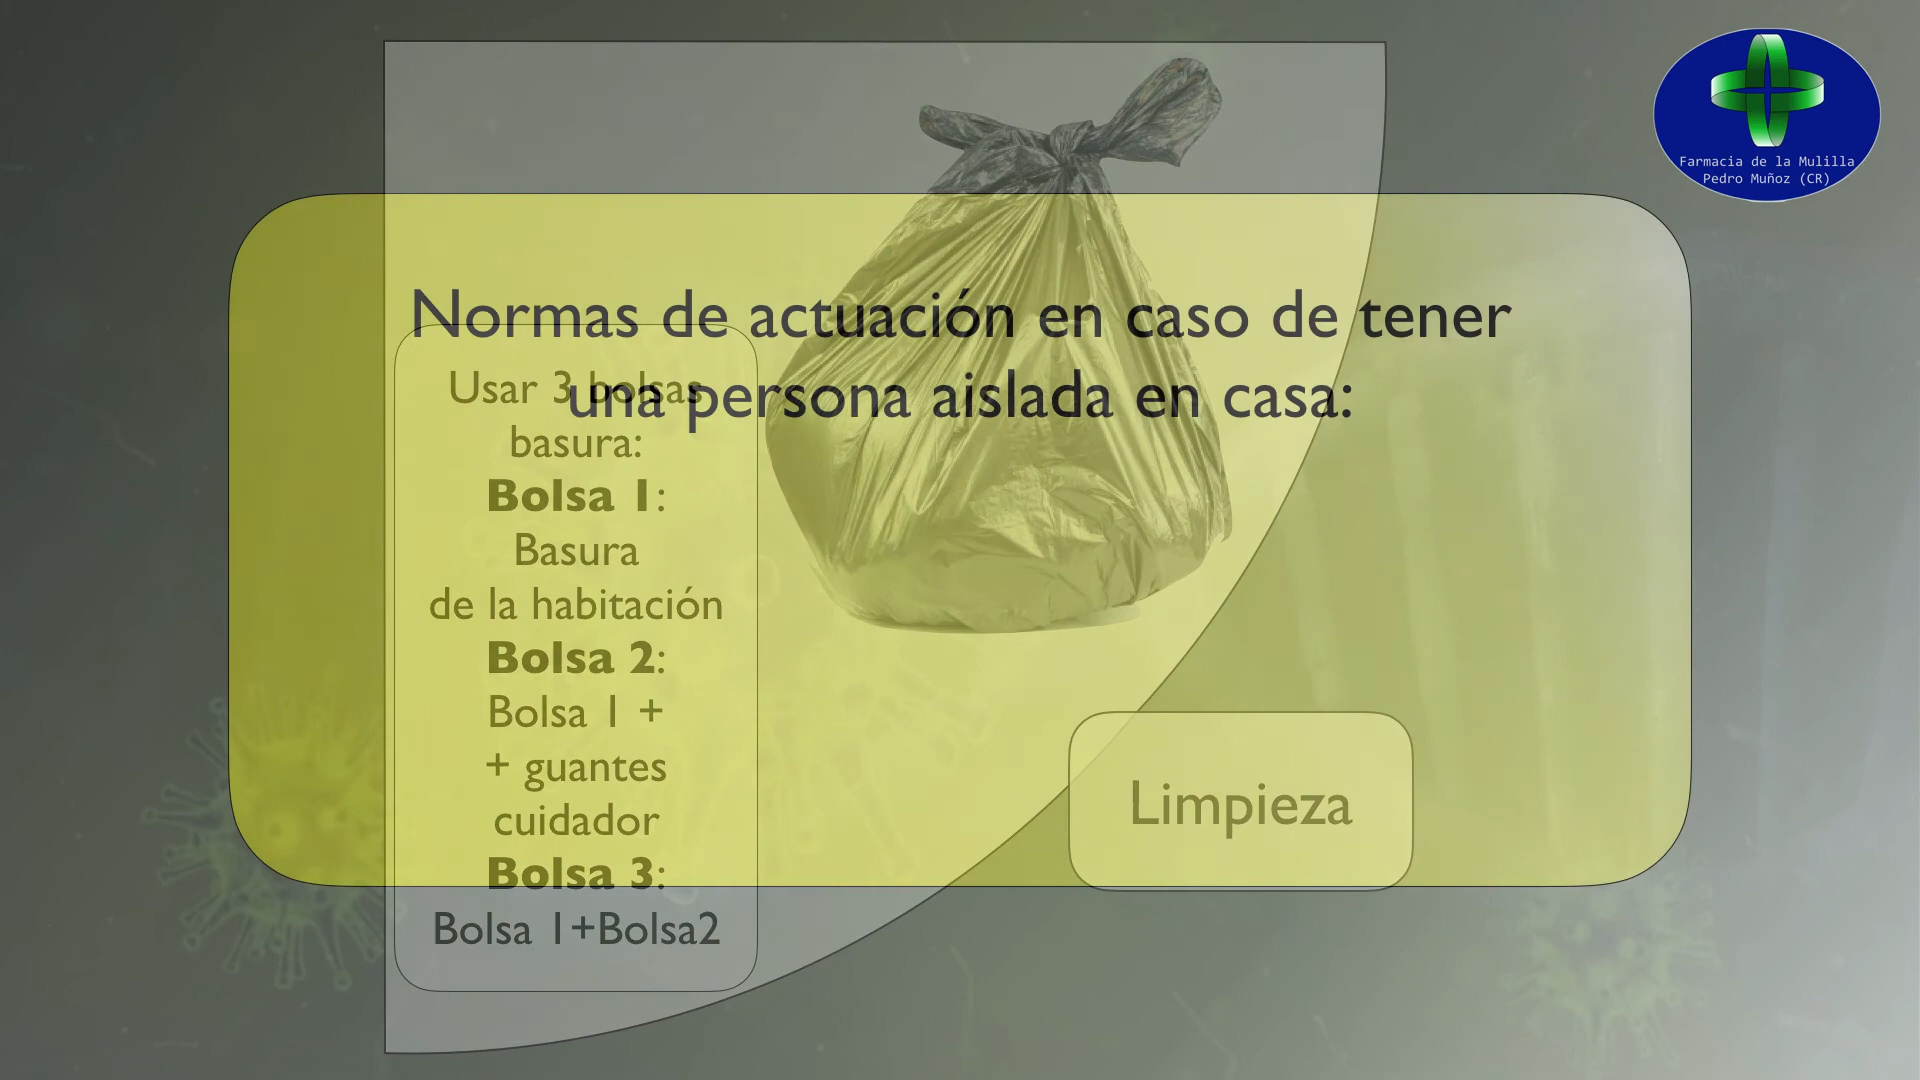 Farmacia de la Mulilla
Pedro Muñoz (CR)
Normas de actuación en caso de tener
una persona aislada en casa:
Usar 3 bolsas
basura:
Bolsa 1:
Basura
de la habitación
Bolsa 2:
Bolsa 1 +
+ guantes
cuidador
Bolsa 3:
Bolsa 1+Bolsa2
Limpieza